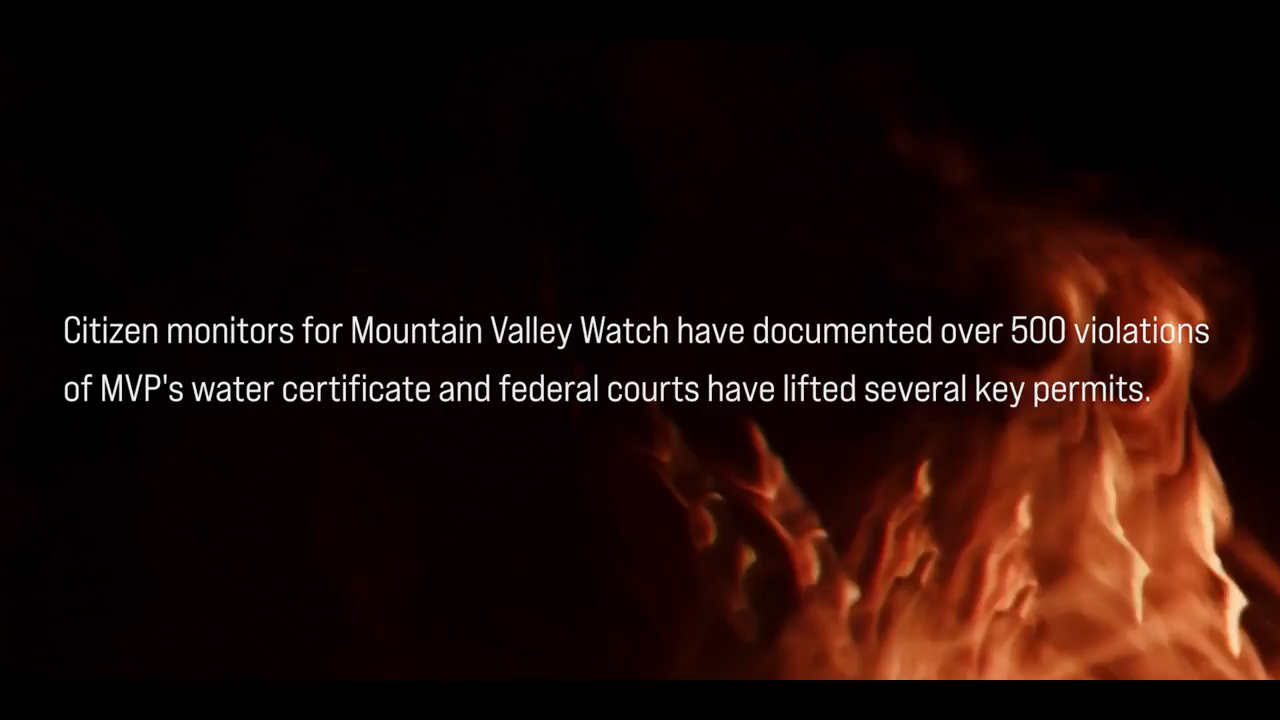 Citizen monitors for Mountain Valley Watch have documented over 500 violations
of MVP's water certificate and federal courts have lifted several key permits.